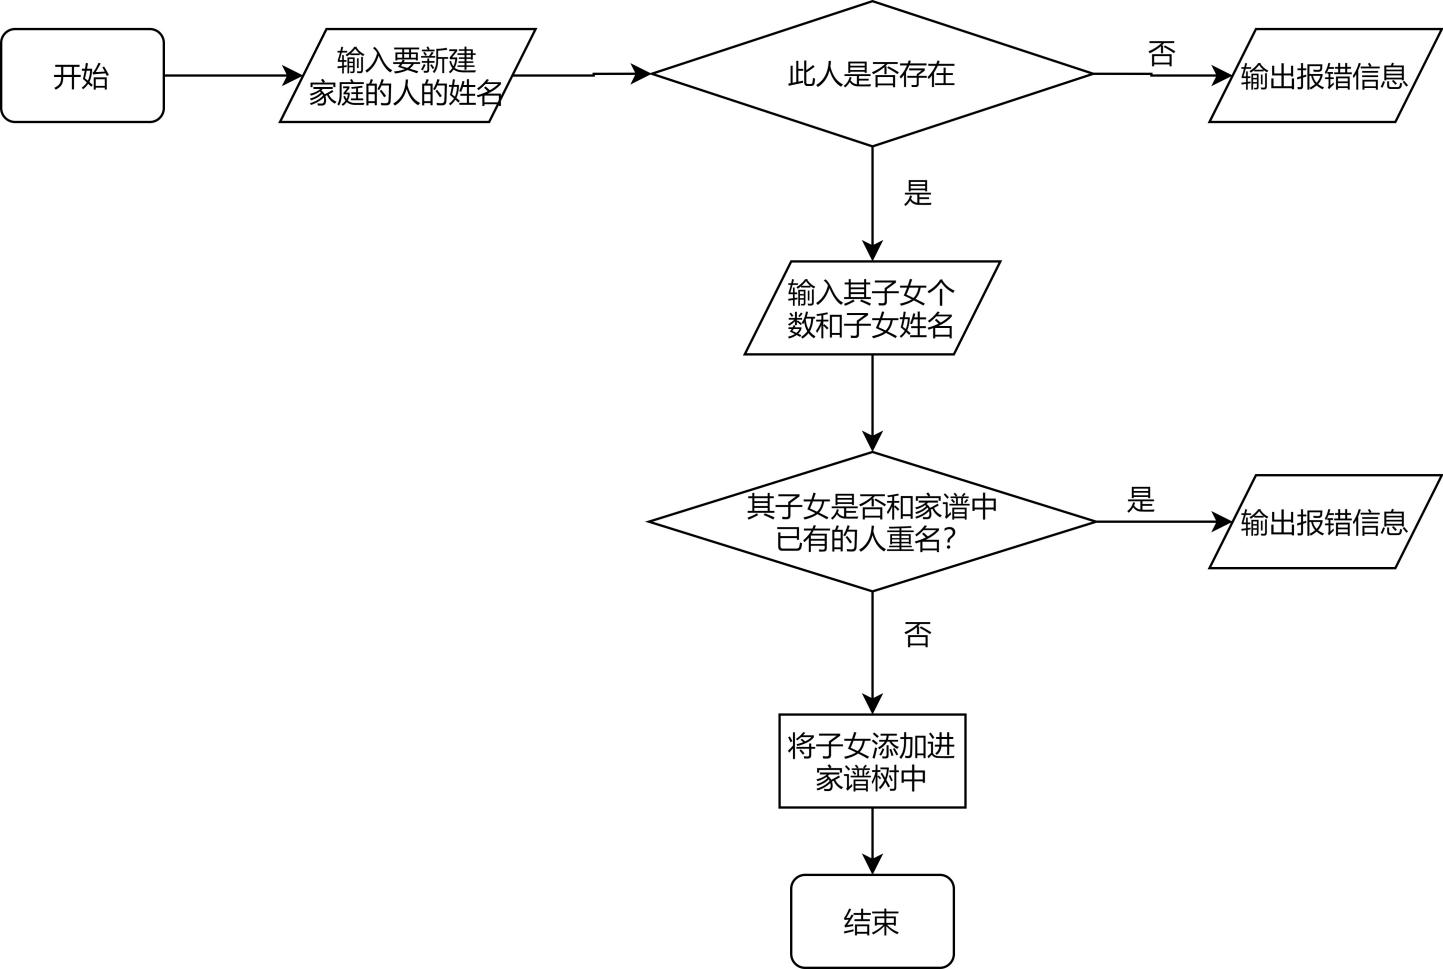 开始
输入要新建
家庭的人的姓名
此人是否存在
否
输出报错信息
是
输入其子女个
数和子女姓名
其子女是否和家谱中
已有的人重名？
是
输出报错信息
否
将子女添加进
家谱树中
结束